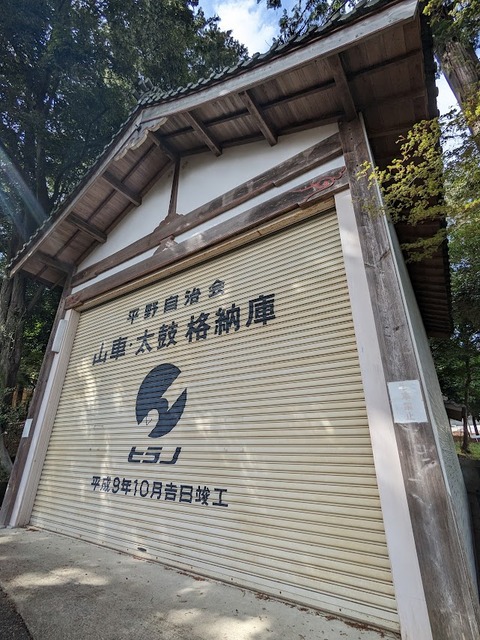 平野自治会
山車・太鼓 格納庫
ヒラノ
平成9年10月吉日竣工